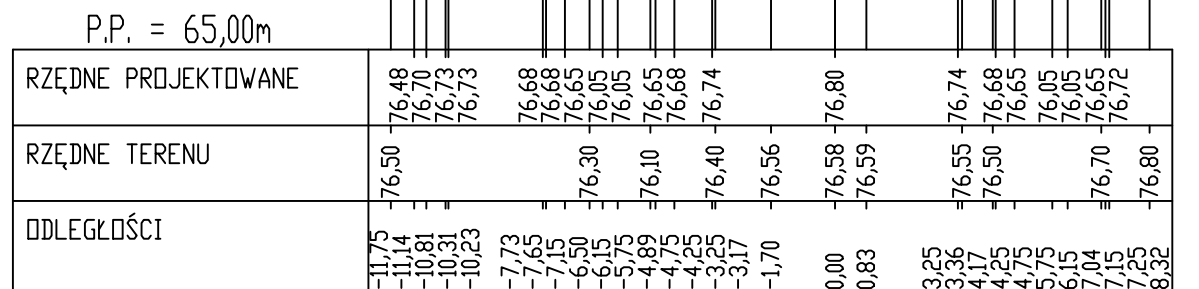 P.P. = 65,00m
RZĘDNE PROJEKTOWANE 76,48 76,70 76,73 76,73 76,68 76,68 76,65 76,05 76,05 76,65 76,68 76,74 76,80 76,74 76,68 76,65 76,05 76,05 76,65 76,72
RZĘDNE TERENU 76,50 76,30 76,10 76,40 76,56 76,58 76,59 76,55 76,50 76,70 76,80
ODLEGŁOŚCI -11,75 -11,14 -10,81 -10,31 -10,23 -7,73 -7,65 -7,15 -6,50 -6,15 -5,75 -4,89 -4,75 -4,25 -3,25 -3,17 -1,70 0,00 0,83 3,25 3,36 4,17 4,25 4,75 5,75 6,15 7,04 7,15 7,25 8,32